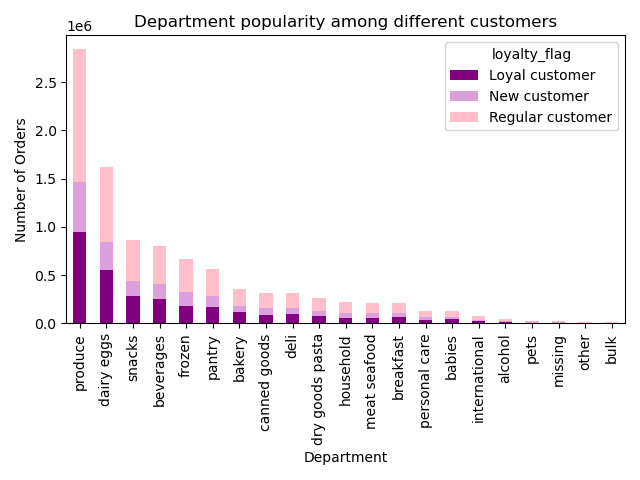 Department popularity among different customers
1e6
loyalty_flag
Loyal customer
New customer
Regular customer
2.5
2.0
1.5
1.0
0.5
0.0
Number of Orders
produce
dairy eggs
snacks
beverages
frozen
pantry
bakery
canned goods
deli
dry goods pasta
household
meat seafood
breakfast
personal care
babies
international
alcohol
pets
missing
other
bulk
Department